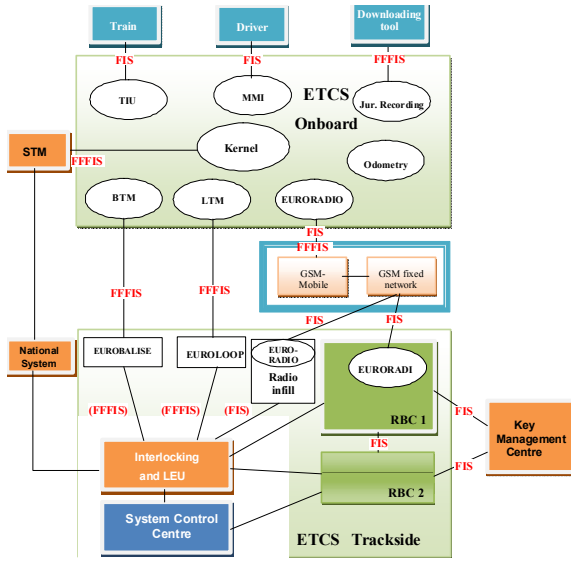 Train
Driver
Downloading
tool
FIS
FIS
FFFIS
ETCS
Onboard
TIU
MMI
Jur. Recording
Kernel
STM
FFFIS
Odometry
BTM
LTM
EURORADIO
FIS
FFFIS
GSM-
Mobile
GSM fixed
network
FFFIS
FFFIS
FIS
FIS
National
System
EUROBALISE
EUROLOOP
EURO-
RADIO
Radio
infill
EURORADI
(FFFIS)
(FFFIS)
(FIS)
RBC 1
FIS
FIS
Key
Management
Centre
Interlocking
and LEU
FIS
RBC 2
System Control
Centre
ETCS Trackside